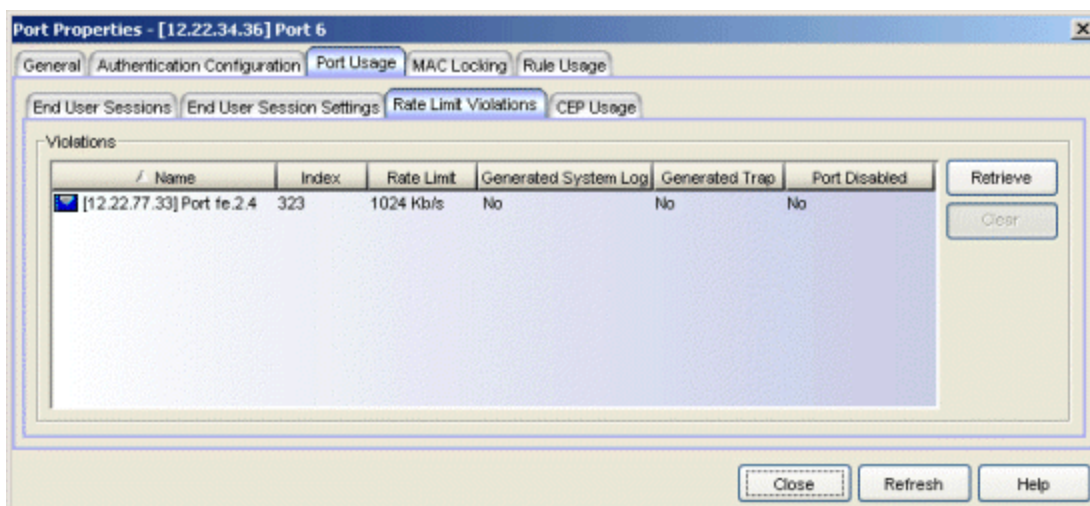 Port Properties - [12.22.34.36] Port 6
General Authentication Configuration Port Usage MAC Locking Rule Usage
End User Sessions End User Session Settings Rate Limit Violations CEP Usage
Violations
Name Index Rate Limit Generated System Log Generated Trap Port Disabled
[12.22.77.33] Port fe.2.4 323 1024 Kb/s No No No
Retrieve
Clear
Close Refresh Help